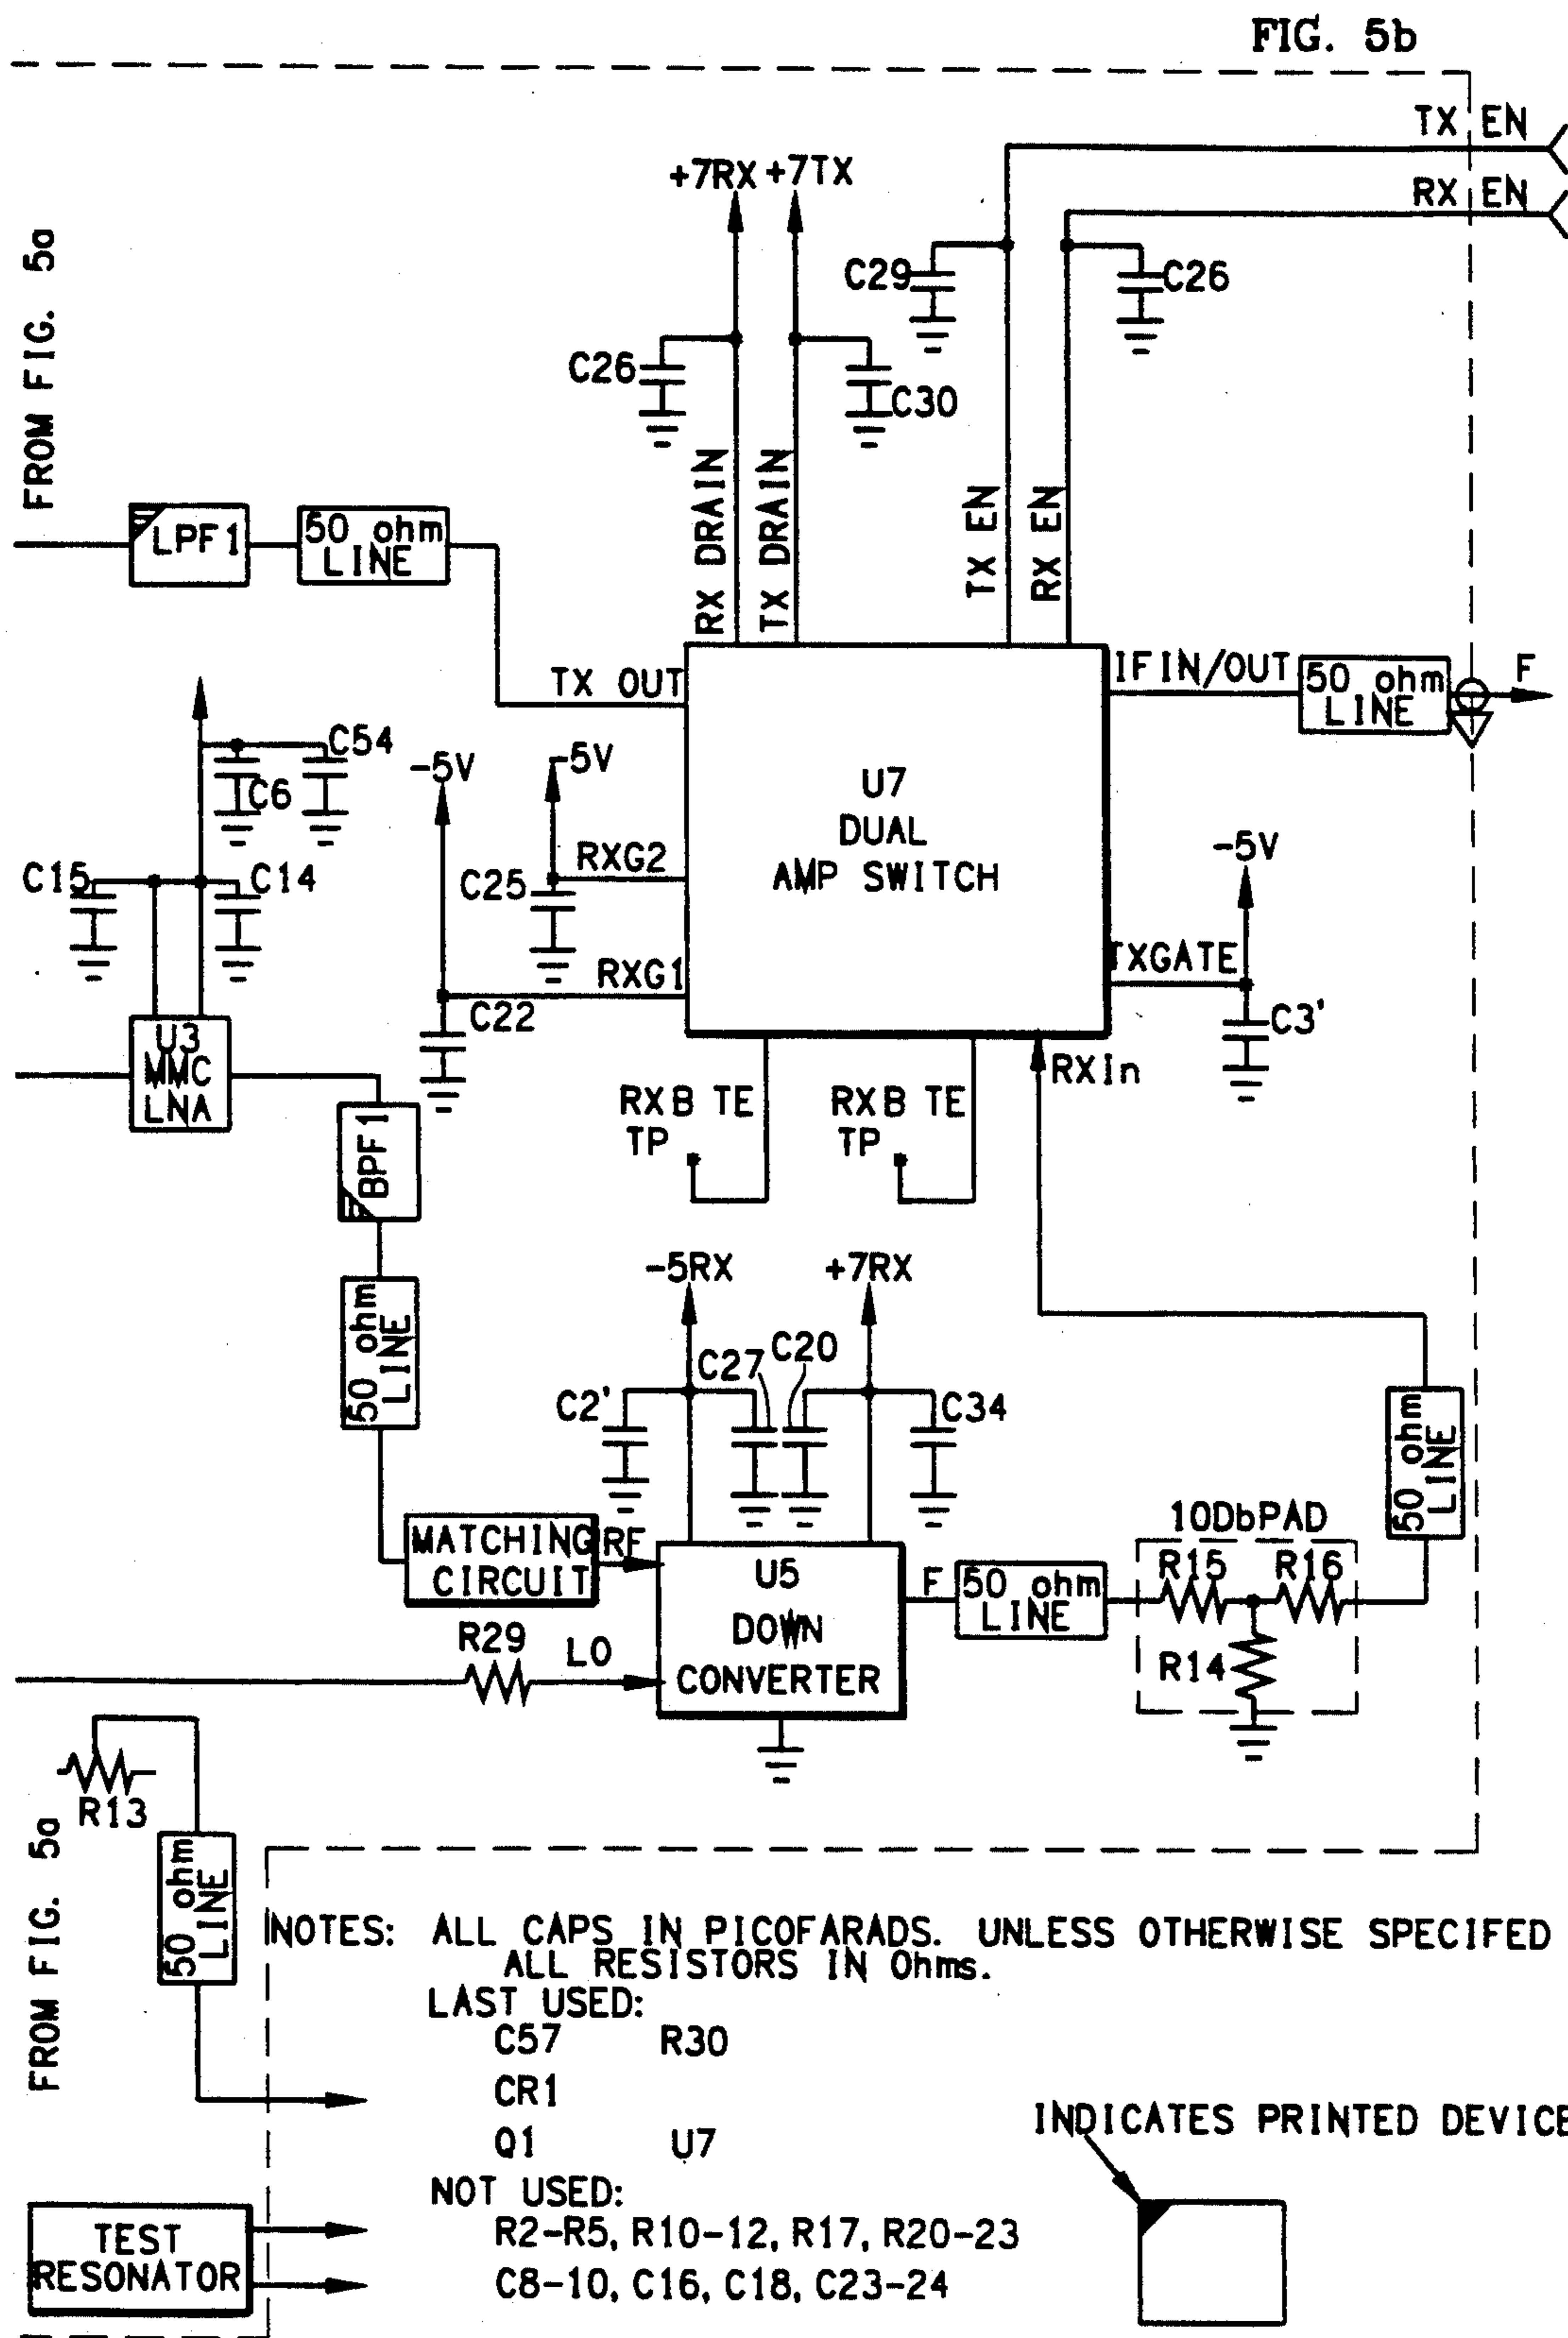 FIG. 5b
TX EN
RX EN
+7RX
+7TX
FROM FIG. 5a
C29
C26
C26
C30
RX DRAIN
TX DRAIN
TX EN
RX EN
LPF1
50 ohm
LINE
TX OUT
IFIN/OUT
50 ohm
LINE
F
C54
C6
-5V
-5V
U7
DUAL
AMP SWITCH
C15
C14
C25
RXG2
-5V
RXG1
TXGATE
C22
C3'
U3
MMC
LNA
RXB TE
TP
RXB TE
TP
RXIn
BPF1
50 ohm
LINE
-5RX
+7RX
C2'
C27
C20
C34
50 ohm
LINE
MATCHING
CIRCUIT
RF
U5
DOWN
CONVERTER
F
50 ohm
LINE
10DbPAD
R15
R16
R14
R29
LO
R13
50 ohm
LINE
FROM FIG. 5a
NOTES: ALL CAPS IN PICOFARADS. UNLESS OTHERWISE SPECIFED
ALL RESISTORS IN Ohms.
LAST USED:
C57 R30
CR1
Q1 U7
NOT USED:
R2-R5, R10-12, R17, R20-23
C8-10, C16, C18, C23-24
INDICATES PRINTED DEVICE
TEST
RESONATOR